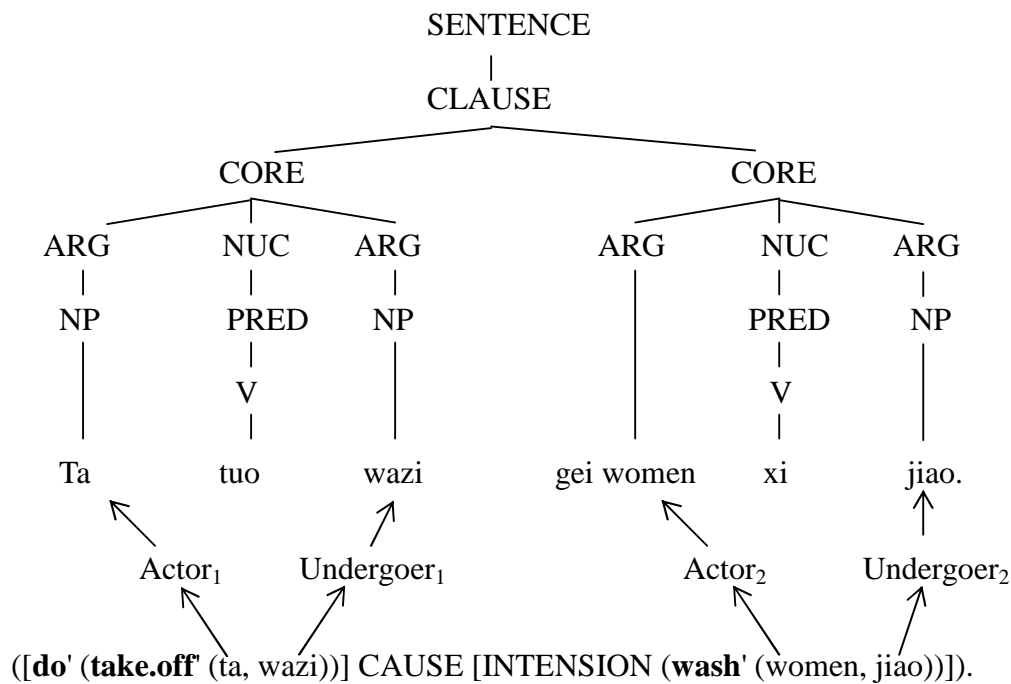 SENTENCE
CLAUSE
CORE CORE
ARG NUC ARG ARG NUC ARG
NP PRED NP PRED NP
V V
Ta tuo wazi gei women xi jiao.
Actor₁ Undergoer₁ Actor₂ Undergoer₂
([do' (take.off' (ta, wazi))] CAUSE [INTENSION (wash' (women, jiao))]).